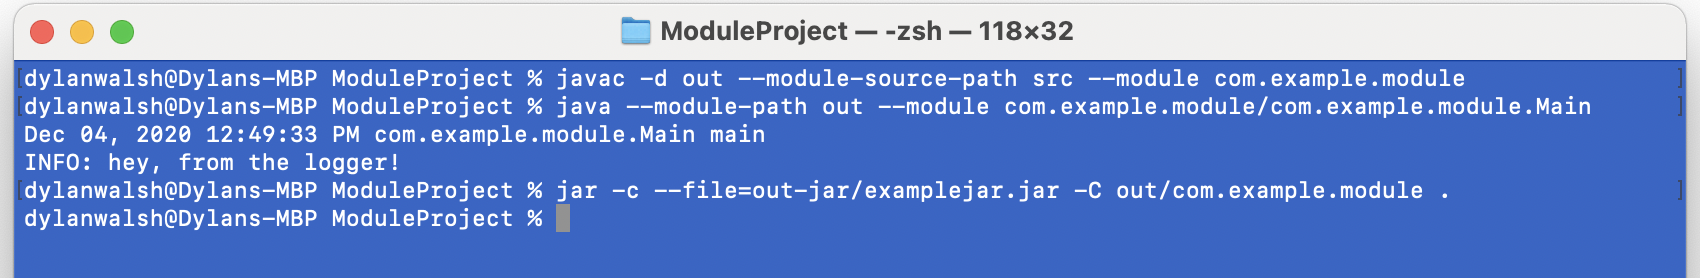 ModuleProject — -zsh — 118×32
[dylanwalsh@Dylans-MBP ModuleProject % javac -d out --module-source-path src --module com.example.module ]
[dylanwalsh@Dylans-MBP ModuleProject % java --module-path out --module com.example.module/com.example.module.Main ]
Dec 04, 2020 12:49:33 PM com.example.module.Main main
INFO: hey, from the logger!
[dylanwalsh@Dylans-MBP ModuleProject % jar -c --file=out-jar/examplejar.jar -C out/com.example.module . ]
dylanwalsh@Dylans-MBP ModuleProject %